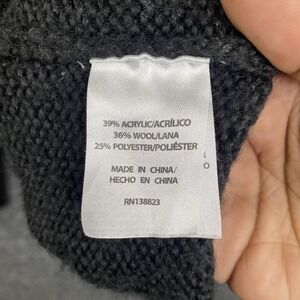 39% ACRYLIC/ACRÍLICO
36% WOOL/LANA
25% POLYESTER/POLIÉSTER
MADE IN CHINA/
HECHO EN CHINA
RN138823